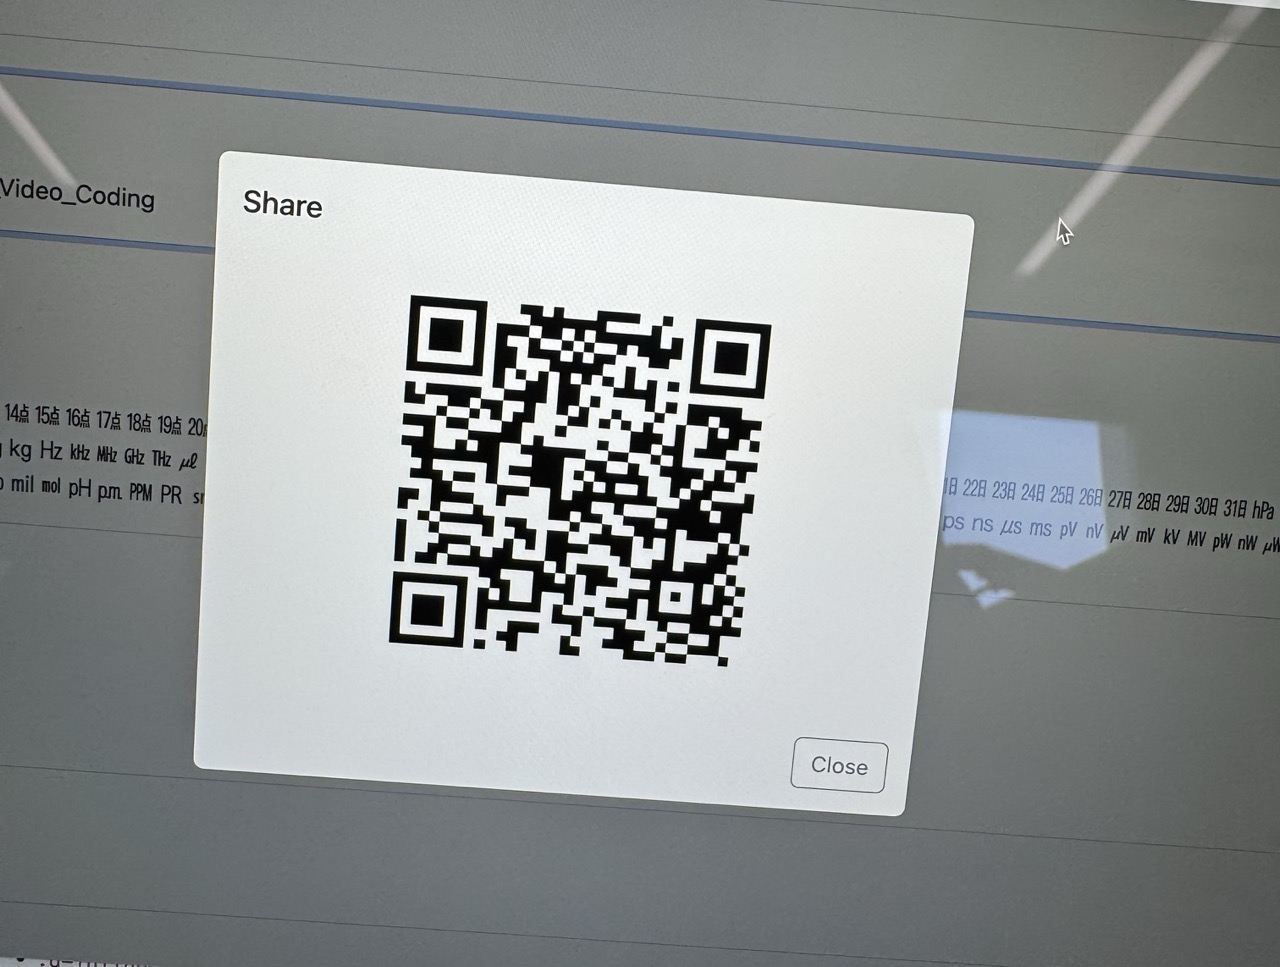 Video_Coding
Share
14点 15点 16点 17点 18点 19点
kg Hz kHz MHz GHz THz μℓ
mil mol pH p.m. PPM PR
22日 23日 24日 25日 26日 27日 28日 29日 30日 31日 hPa
ps ns μs ms pV nV μV mV kV MV pW nW
Close